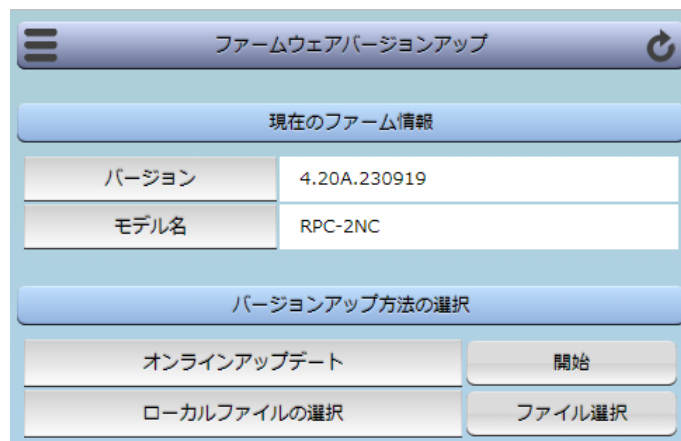 ファームウェアバージョンアップ
現在のファーム情報
バージョン 4.20A.230919
モデル名 RPC-2NC
バージョンアップ方法の選択
オンラインアップデート 開始
ローカルファイルの選択 ファイル選択